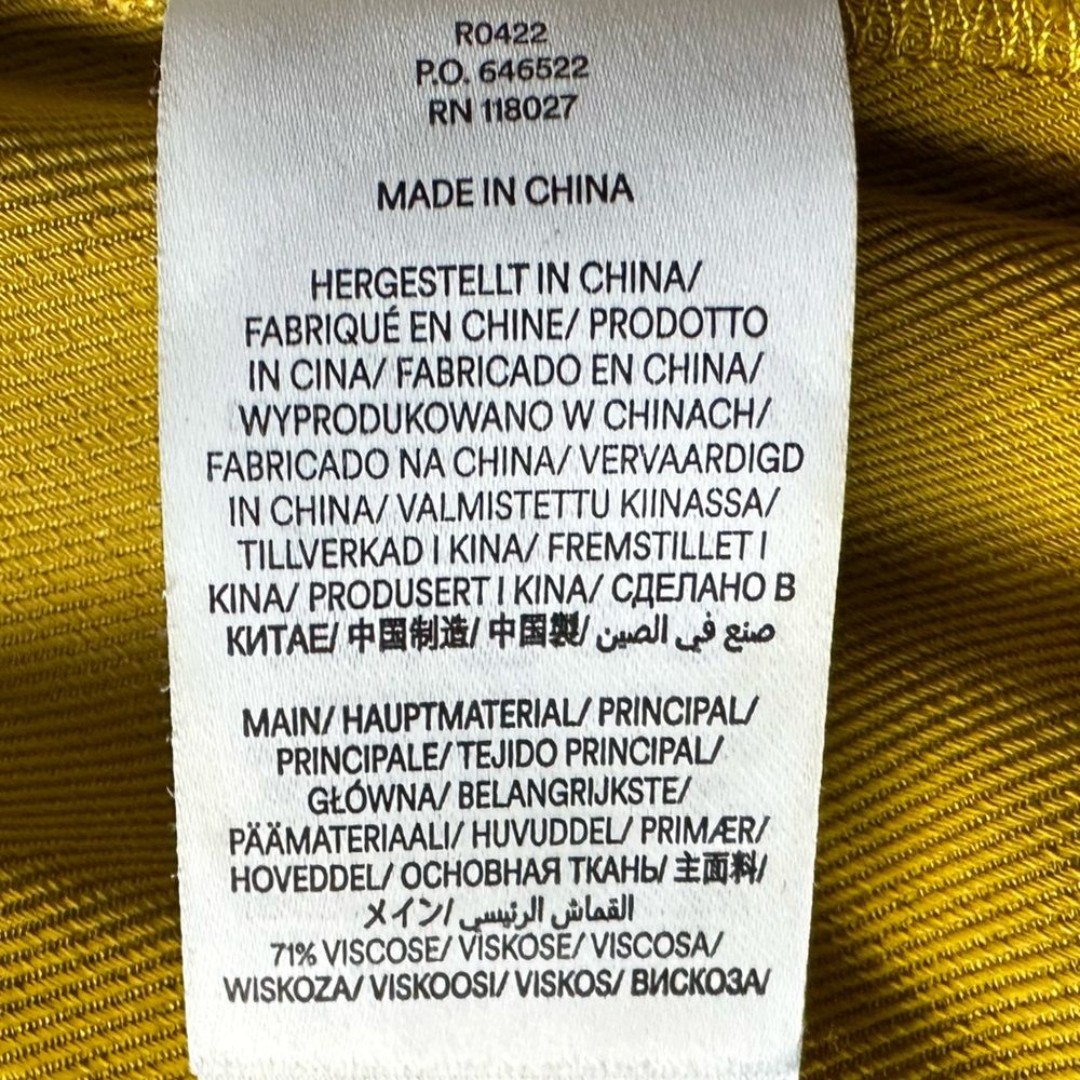 R0422
P.O. 646522
RN 118027
MADE IN CHINA
HERGESTELLT IN CHINA/
FABRIQUÉ EN CHINE/ PRODOTTO
IN CINA/ FABRICADO EN CHINA/
WYPRODUKOWANO W CHINACH/
FABRICADO NA CHINA/ VERVAARDIGD
IN CHINA/ VALMISTETTU KIINASSA/
TILLVERKAD I KINA/ FREMSTILLET I
KINA/ PRODUSERT I KINA/ СДЕЛАНО В
КИТАЕ/ 中国制造/ 中国製/ صنع في الصين
MAIN/ HAUPTMATERIAL/ PRINCIPAL/
PRINCIPALE/ TEJIDO PRINCIPAL/
GŁÓWNA/ BELANGRIJKSTE/
PÄÄMATERIAALI/ HUVUDDEL/ PRIMÆR/
HOVEDDEL/ ОСНОВНАЯ ТКАНЬ/ 主面料/
メイン/ القماش الرئيسي
71% VISCOSE/ VISKOSE/ VISCOSA/
WISKOZA/ VISKOOSI/ VISKOS/ ВИСКОЗА/